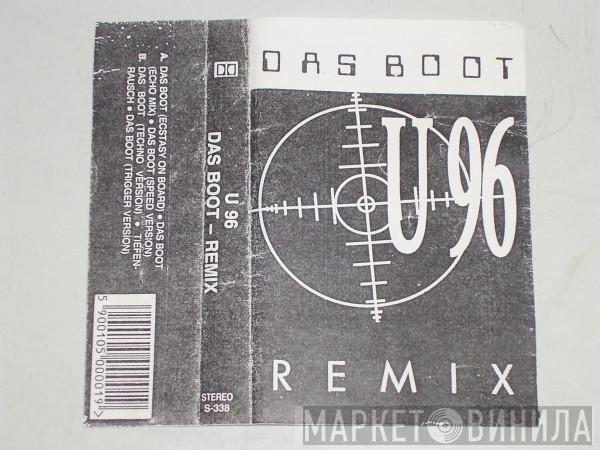 A. DAS BOOT (ECSTASY ON BOARD) • DAS BOOT
(ECHO MIX) • DAS BOOT (SPEED VERSION)
B. DAS BOOT (TECHNO VERSION) • TIEFEN-
RAUSCH • DAS BOOT (TRIGGER VERSION)
5 900105 000019 >
U 96
DAS BOOT – REMIX
STEREO
S-338
DAS BOOT
U 96
REMIX
МАРКЕТ ВИНИЛА